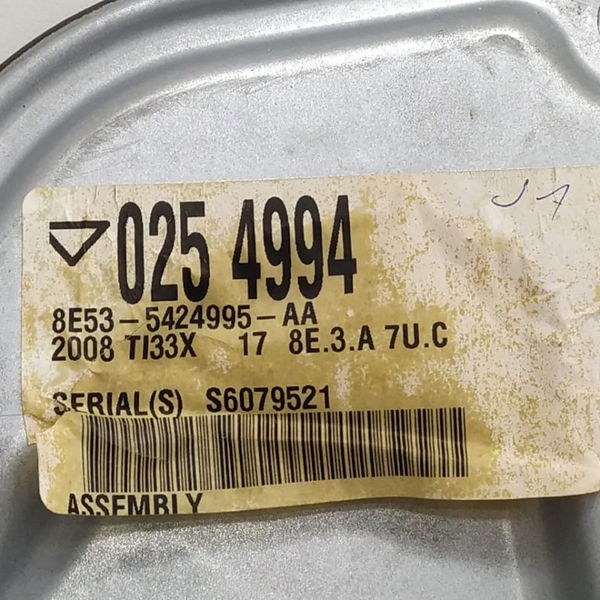 025 4994
8E53-5424995-AA
2008 TI33X 17 8E.3.A 7U.C
SERIAL(S) S6079521
ASSEMBLY